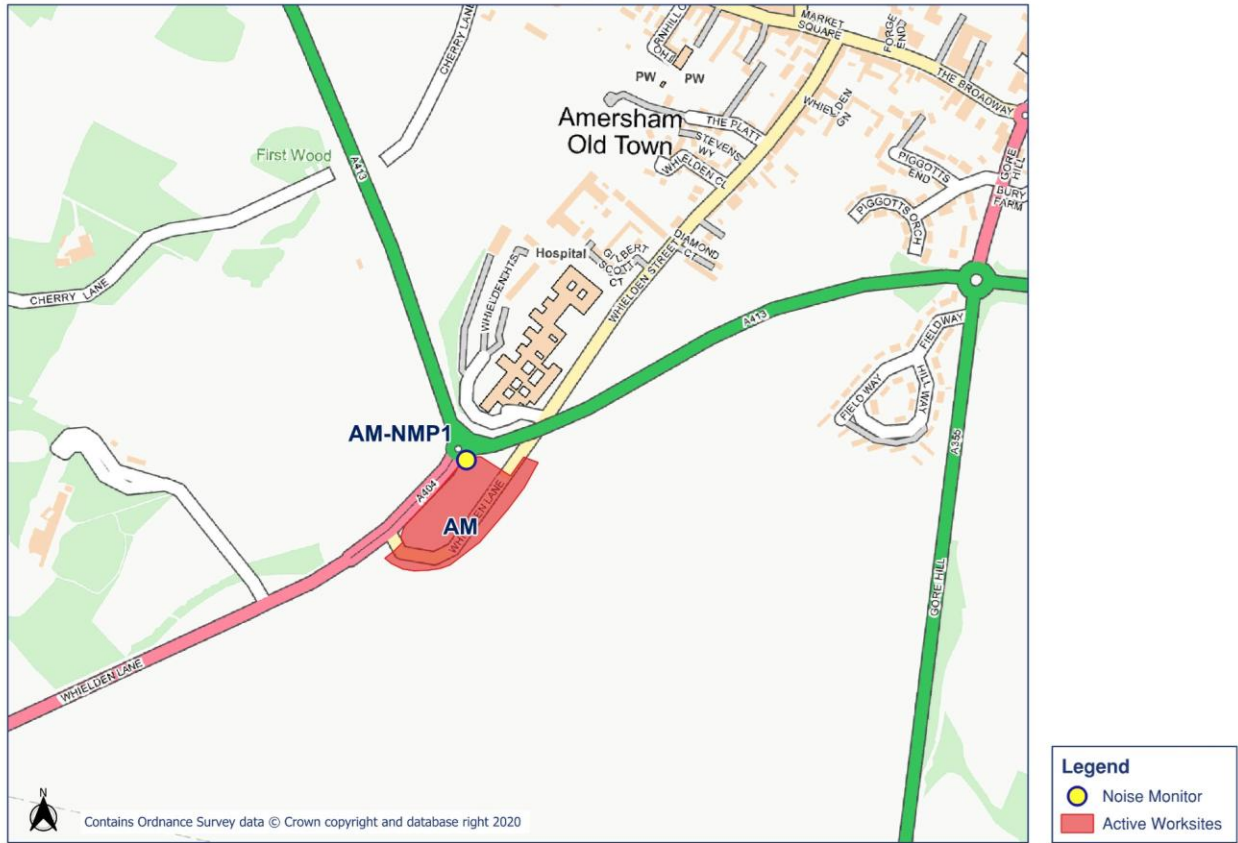 MARKET
SQUARE
FORGE
END
THE BROADWAY
CHERRY LANE
PW
PW
WHIELDEN
GN
Amersham
Old Town
THE PLATT
STEVENS
WY
WHIELDEN CL
First Wood
A413
PIGGOTTS
END
GORE
HILL
BURY
FARM
PIGGOTTS ORCH
DIAMOND
CT
Hospital
GILBERT
SCOTT
CT
WHIELDEN HTS
WHIELDEN STREET
CHERRY LANE
A413
FIELDWAY
FIELD WAY
HILL WAY
AM-NMP1
A404
A355
AM
WHIELDEN LANE
GORE HILL
WHIELDEN LANE
N
Contains Ordnance Survey data © Crown copyright and database right 2020
Legend
Noise Monitor
Active Worksites